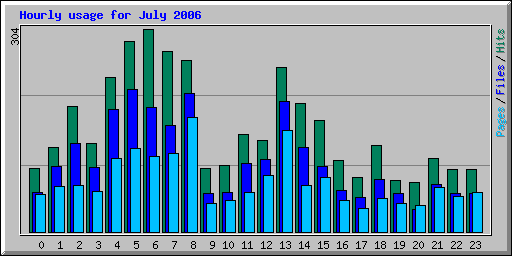 Hourly usage for July 2006
304
Pages / Files / Hits
0 1 2 3 4 5 6 7 8 9 10 11 12 13 14 15 16 17 18 19 20 21 22 23